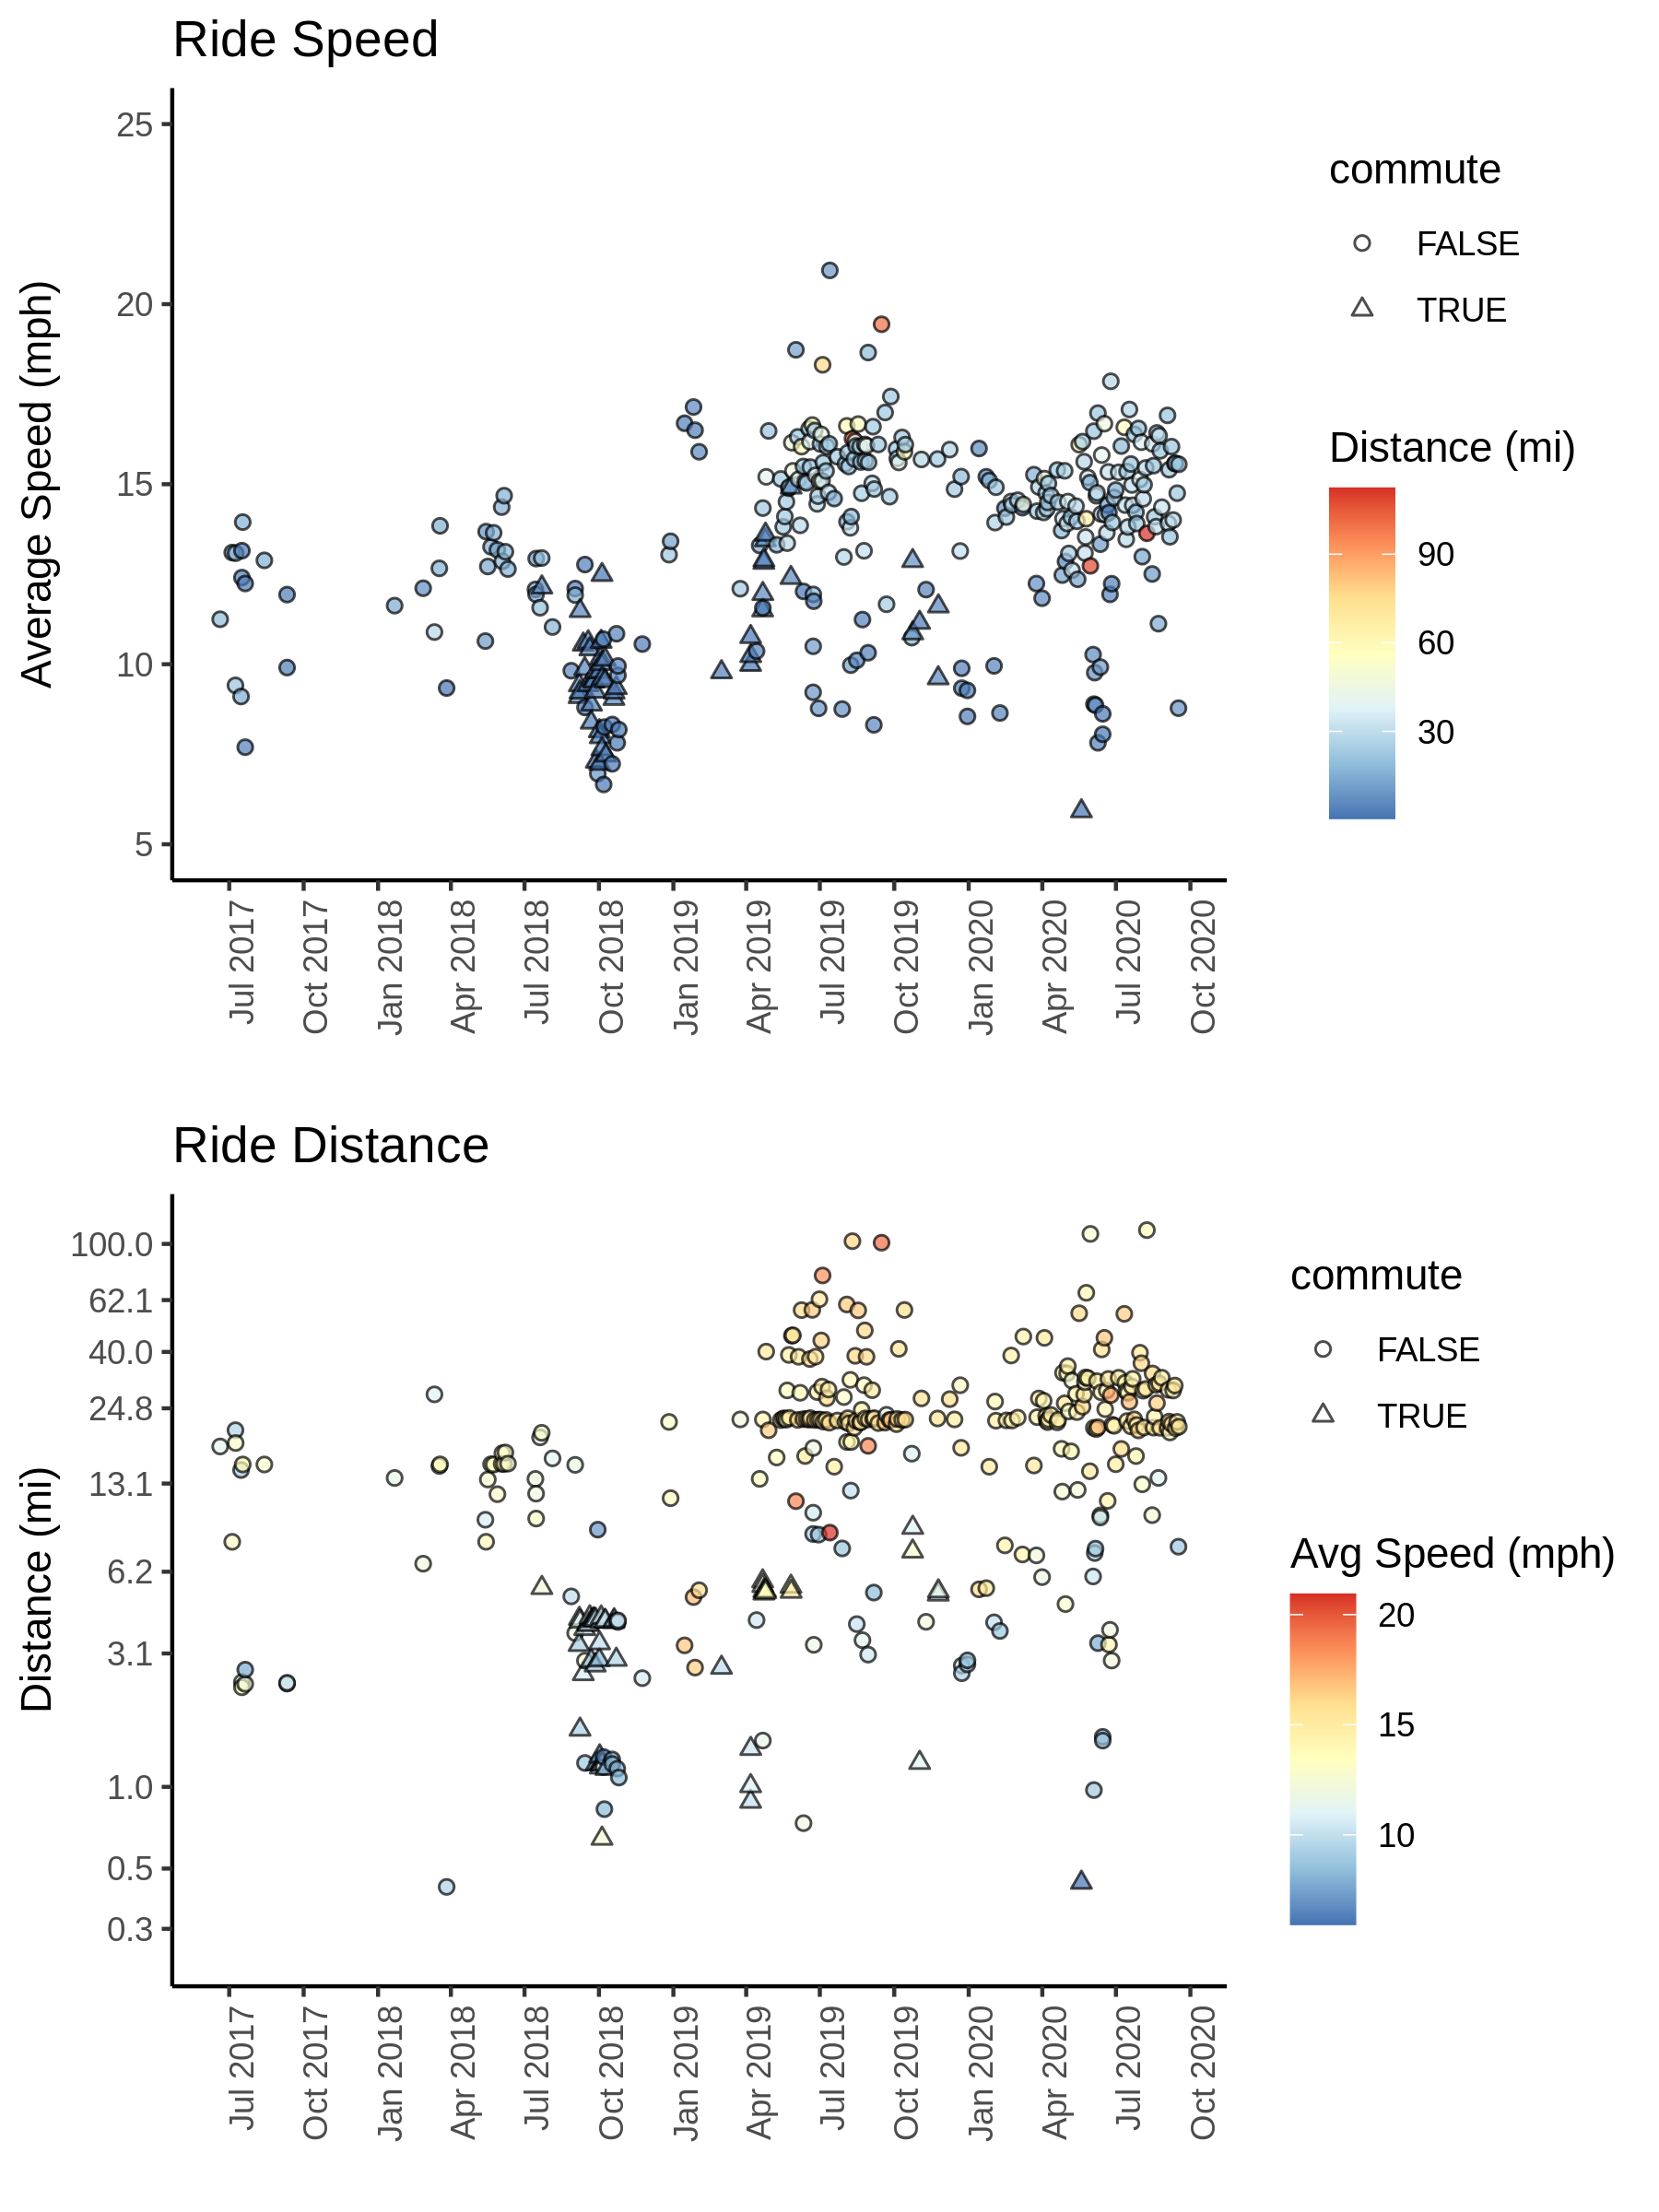 Ride Speed
Average Speed (mph)
25
20
15
10
5
Jul 2017
Oct 2017
Jan 2018
Apr 2018
Jul 2018
Oct 2018
Jan 2019
Apr 2019
Jul 2019
Oct 2019
Jan 2020
Apr 2020
Jul 2020
Oct 2020
commute
FALSE
TRUE
Distance (mi)
90
60
30
Ride Distance
Distance (mi)
100.0
62.1
40.0
24.8
13.1
6.2
3.1
1.0
0.5
0.3
Jul 2017
Oct 2017
Jan 2018
Apr 2018
Jul 2018
Oct 2018
Jan 2019
Apr 2019
Jul 2019
Oct 2019
Jan 2020
Apr 2020
Jul 2020
Oct 2020
commute
FALSE
TRUE
Avg Speed (mph)
20
15
10